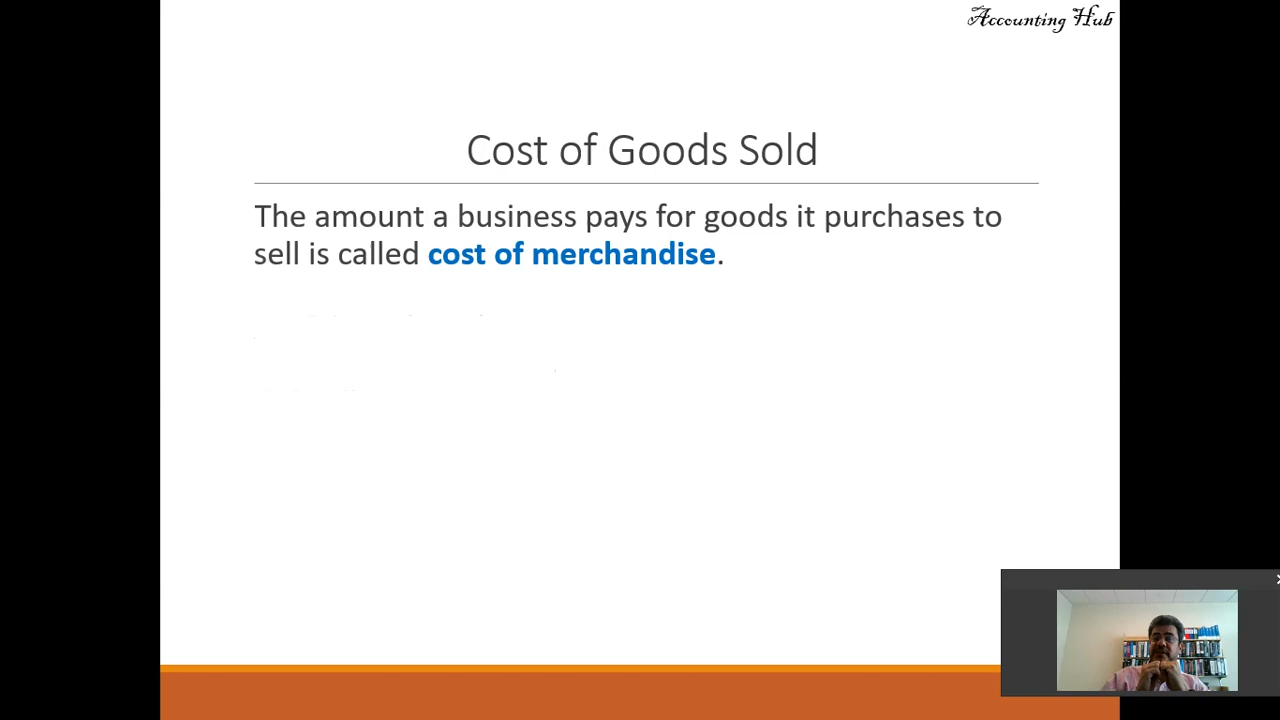 Accounting Hub
Cost of Goods Sold
The amount a business pays for goods it purchases to
sell is called cost of merchandise.